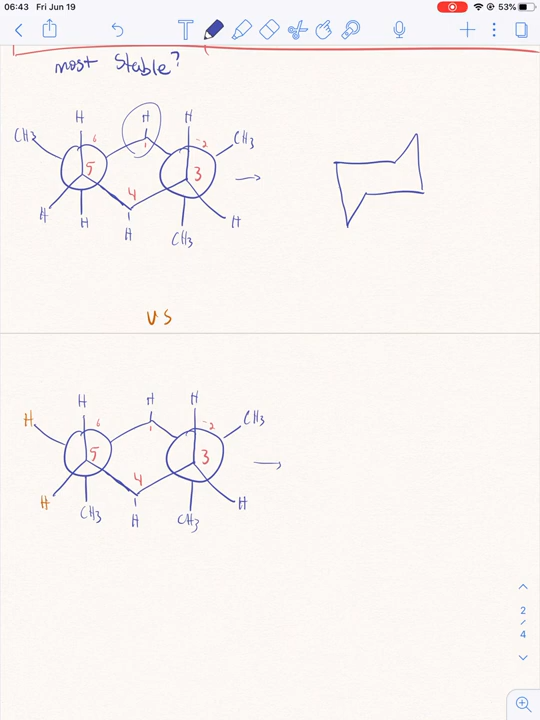 06:43 Fri Jun 19
53%
most stable?
H H H
CH3 6 1 2 CH3
5 3
4
H H H H
CH3
vs
H H H
H 6 1 2 CH3
5 3
4
H H
CH3 H CH3
2
/
4